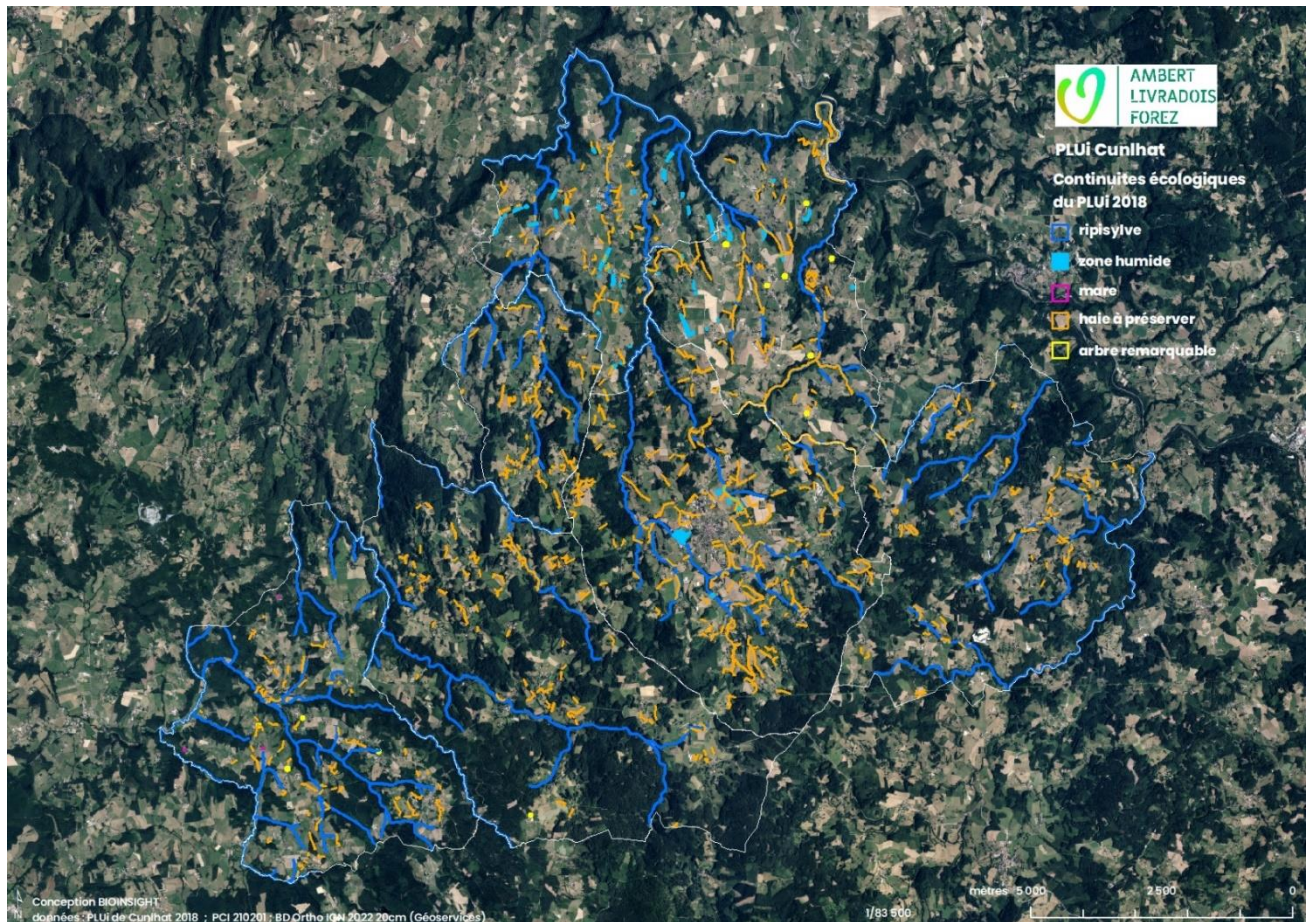 AMBERT
LIVRADOIS
FOREZ
PLUi Cunlhat
Continuites écologiques
du PLUi 2018
ripisylve
zone humide
mare
haie à préserver
arbre remarquable
Conception BIOINSIGHT
données : PLUi de Cunlhat 2018 ; PCI 210201 ; BD Ortho IGN 2022 20cm (Géoservices)
1/83 500
mètres 5 000 2 500 0